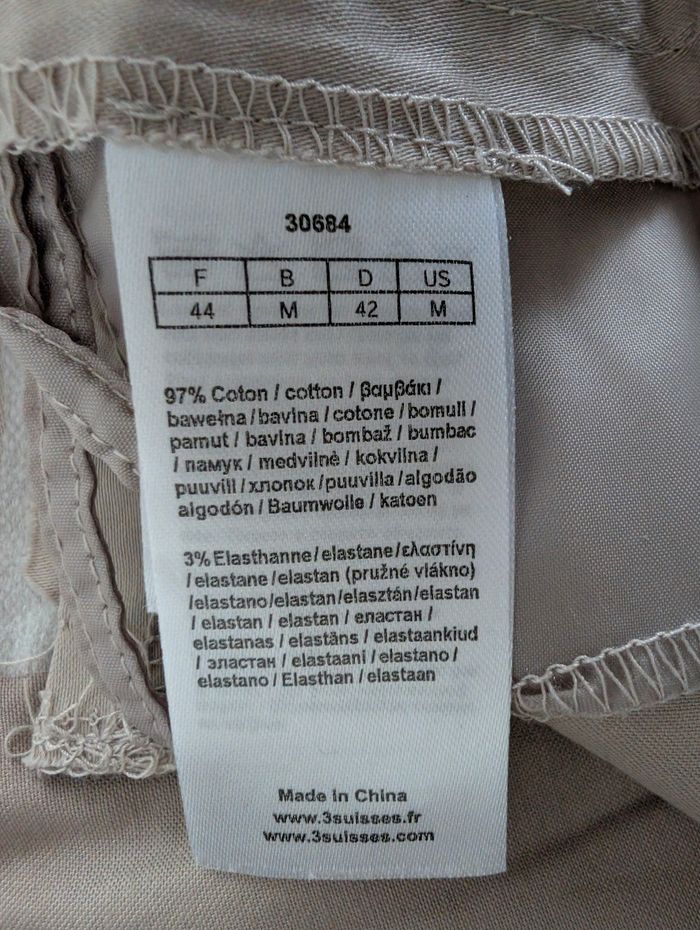 30684
F B D US
44 M 42 M
97% Coton / cotton / βαμβάκι /
bawełna / bavlna / cotone / bomull /
pamut / bavlna / bombaž / bumbac
/ памук / medvilnė / kokvilna /
puuvill / хлопок / puuvilla / algodão
algodón / Baumwolle / katoen
3% Elasthanne / elastane / ελαστίνη
/ elastane / elastan (pružné vlákno)
/elastano / elastan / elasztán / elastan
/ elastan / elastan / еластан /
elastanas / elastāns / elastaankiud
/ эластан / elastaani / elastano /
elastano / Elasthan / elastaan
Made in China
www.3suisses.fr
www.3suisses.com